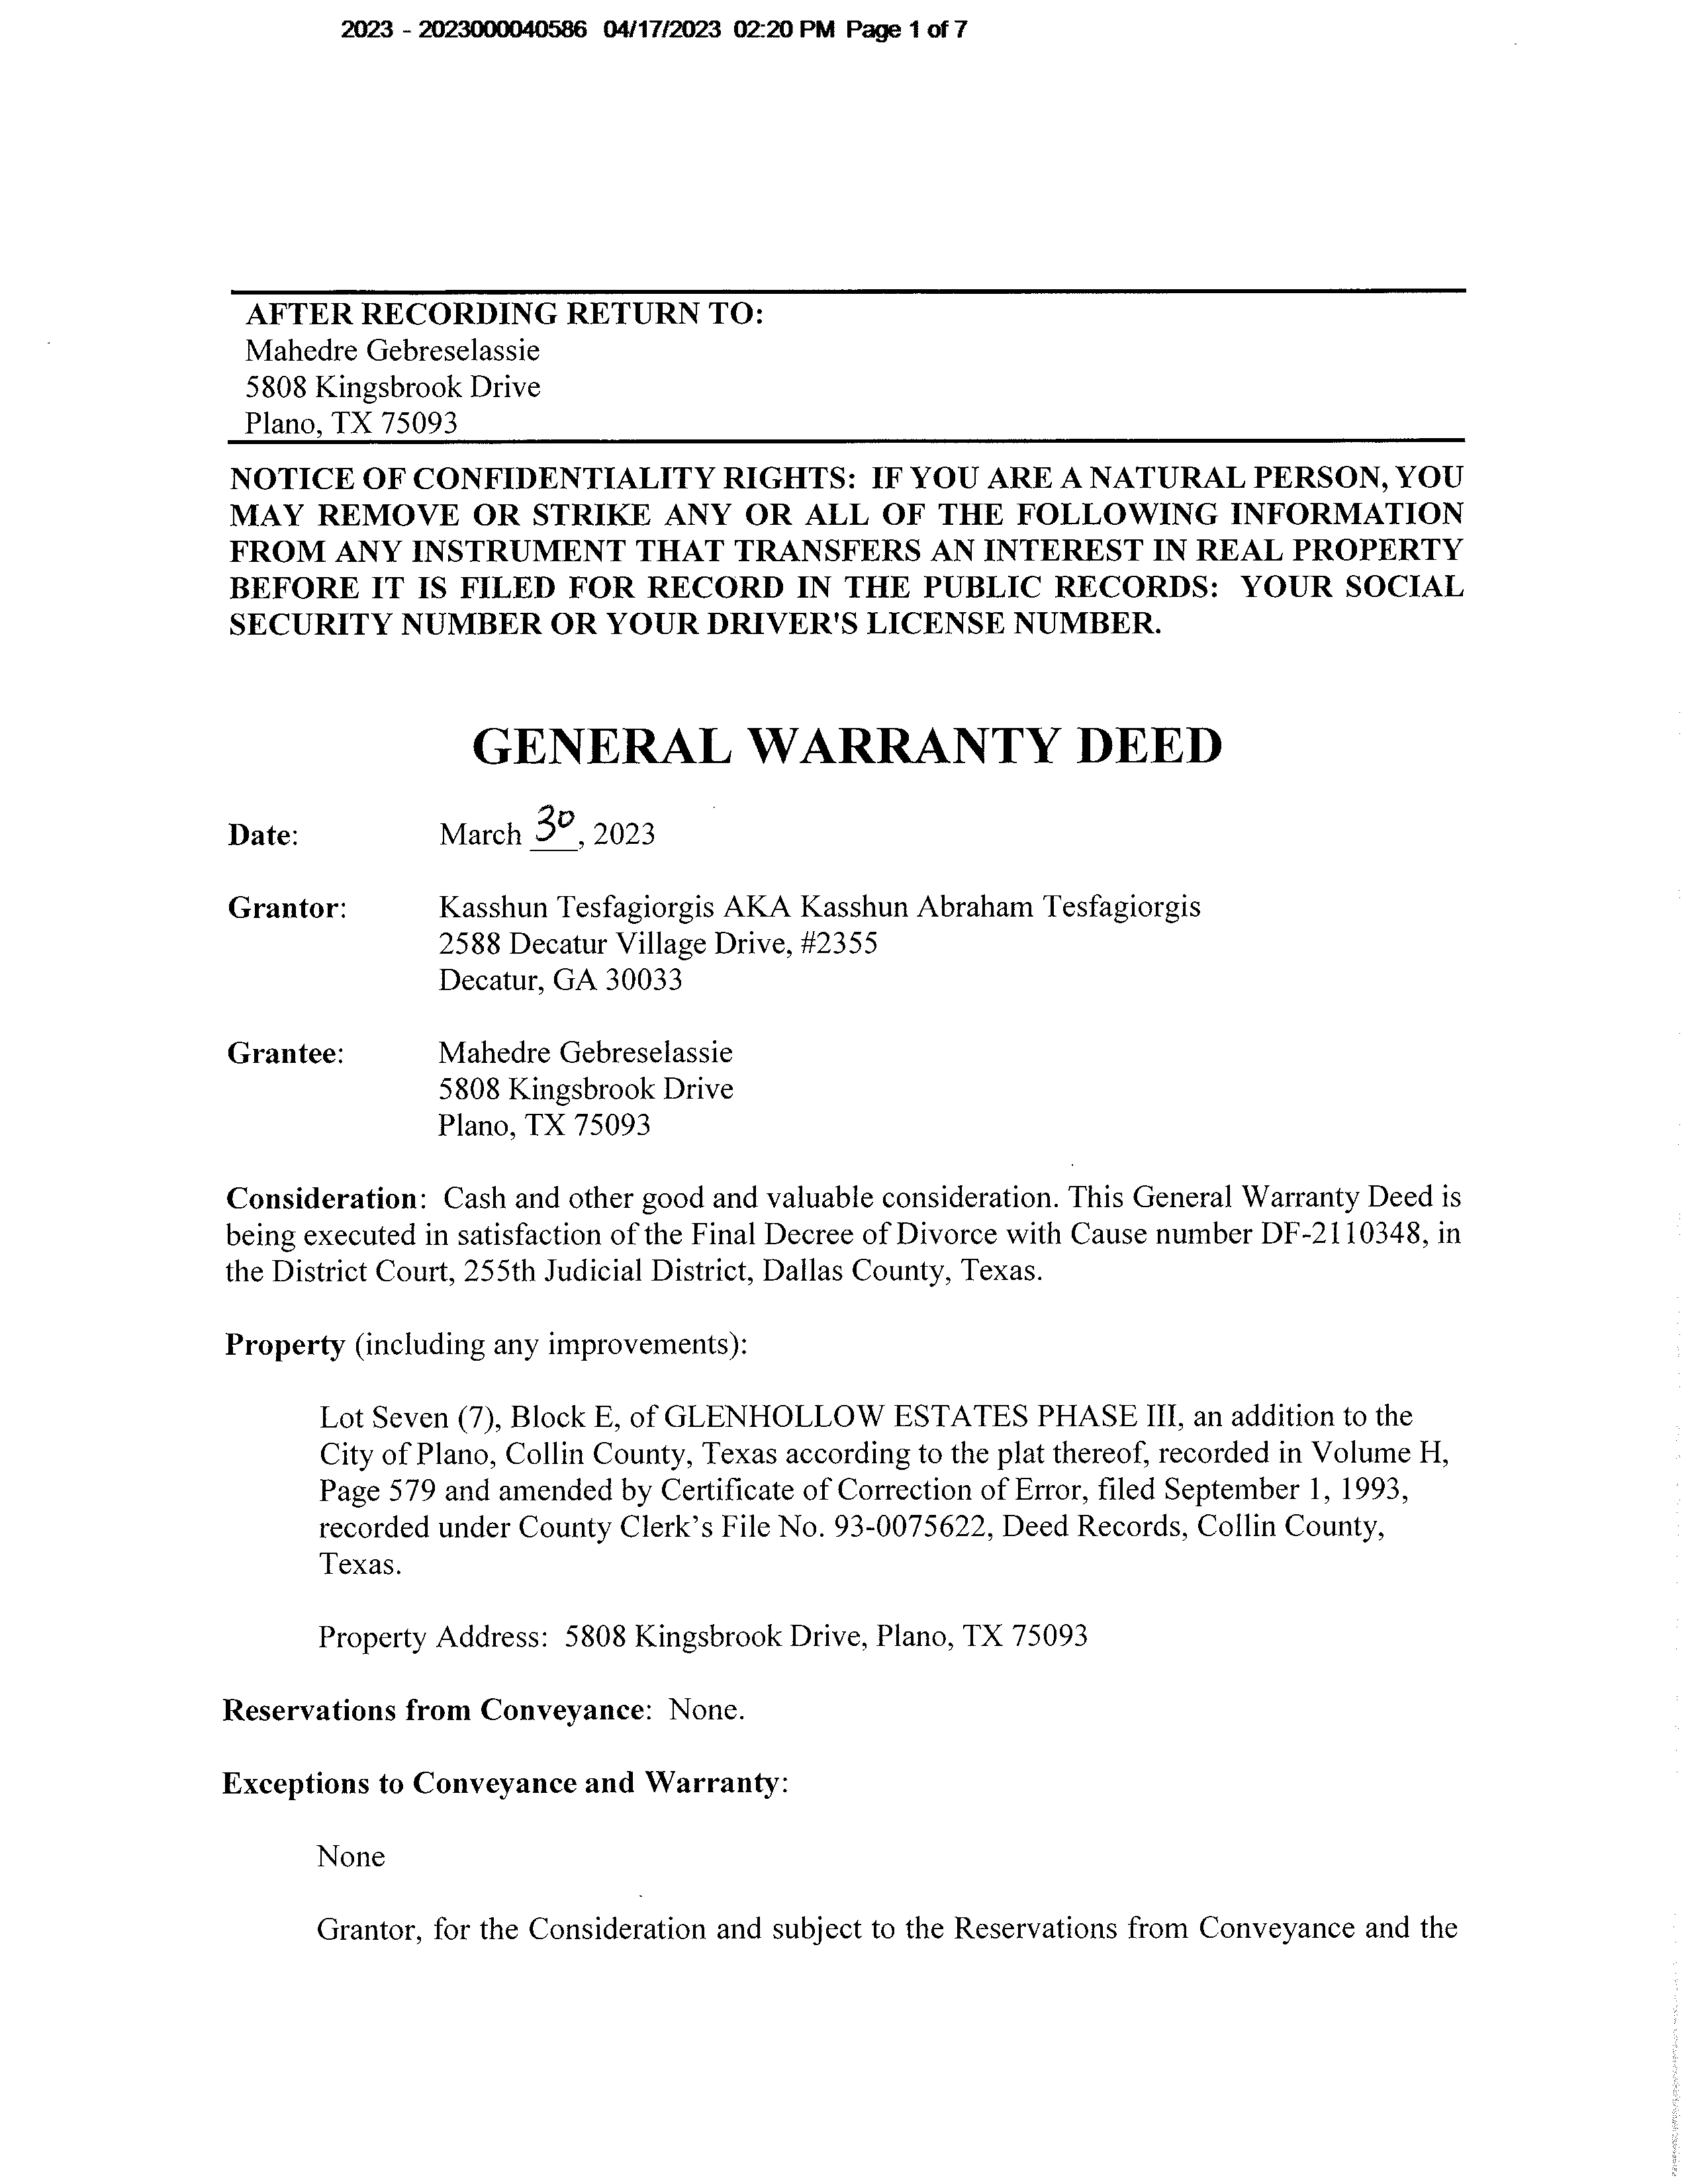 2023 - 2023000040586 04/17/2023 02:20 PM Page 1 of 7
AFTER RECORDING RETURN TO:
Mahedre Gebreselassie
5808 Kingsbrook Drive
Plano, TX 75093
NOTICE OF CONFIDENTIALITY RIGHTS: IF YOU ARE A NATURAL PERSON, YOU
MAY REMOVE OR STRIKE ANY OR ALL OF THE FOLLOWING INFORMATION
FROM ANY INSTRUMENT THAT TRANSFERS AN INTEREST IN REAL PROPERTY
BEFORE IT IS FILED FOR RECORD IN THE PUBLIC RECORDS: YOUR SOCIAL
SECURITY NUMBER OR YOUR DRIVER'S LICENSE NUMBER.
GENERAL WARRANTY DEED
Date: March 30, 2023
Grantor: Kasshun Tesfagiorgis AKA Kasshun Abraham Tesfagiorgis
2588 Decatur Village Drive, #2355
Decatur, GA 30033
Grantee: Mahedre Gebreselassie
5808 Kingsbrook Drive
Plano, TX 75093
Consideration: Cash and other good and valuable consideration. This General Warranty Deed is
being executed in satisfaction of the Final Decree of Divorce with Cause number DF-2110348, in
the District Court, 255th Judicial District, Dallas County, Texas.
Property (including any improvements):
Lot Seven (7), Block E, of GLENHOLLOW ESTATES PHASE III, an addition to the
City of Plano, Collin County, Texas according to the plat thereof, recorded in Volume H,
Page 579 and amended by Certificate of Correction of Error, filed September 1, 1993,
recorded under County Clerk’s File No. 93-0075622, Deed Records, Collin County,
Texas.
Property Address: 5808 Kingsbrook Drive, Plano, TX 75093
Reservations from Conveyance: None.
Exceptions to Conveyance and Warranty:
None
Grantor, for the Consideration and subject to the Reservations from Conveyance and the